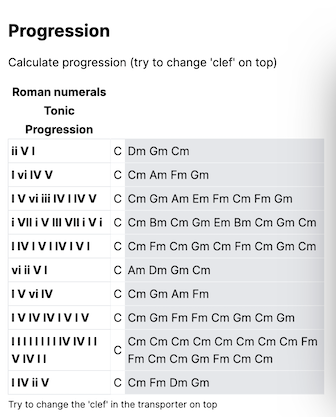 Progression
Calculate progression (try to change 'clef' on top)
Roman numerals
Tonic
Progression
ii V I C Dm Gm Cm
I vi IV V C Cm Am Fm Gm
I V vi iii IV I IV V C Cm Gm Am Em Fm Cm Fm Gm
i VII i V III VII i V i C Cm Bm Cm Gm Em Bm Cm Gm Cm
I IV I V I IV I V I C Cm Fm Cm Gm Cm Fm Cm Gm Cm
vi ii V I C Am Dm Gm Cm
I V vi IV C Cm Gm Am Fm
I V IV IV I V I V C Cm Gm Fm Fm Cm Gm Cm Gm
I I I I I I I I IV IV I I C Cm Cm Cm Cm Cm Cm Cm Cm Fm
V IV I I Fm Cm Cm Gm Fm Cm Cm
I IV ii V C Cm Fm Dm Gm
Try to change the 'clef' in the transporter on top